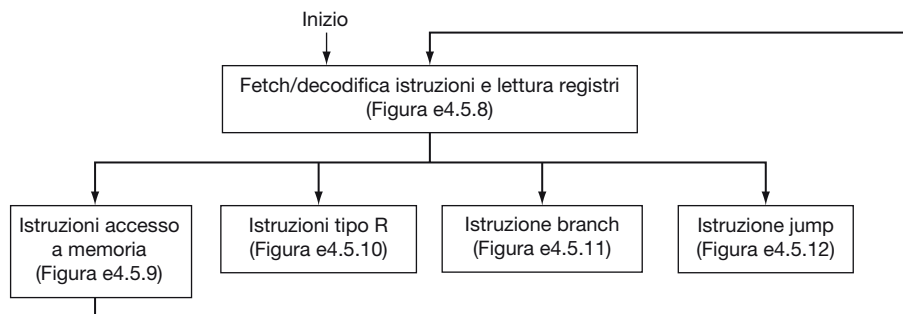 Inizio
Fetch/decodifica istruzioni e lettura registri
(Figura e4.5.8)
Istruzioni accesso
a memoria
(Figura e4.5.9)
Istruzioni tipo R
(Figura e4.5.10)
Istruzione branch
(Figura e4.5.11)
Istruzione jump
(Figura e4.5.12)